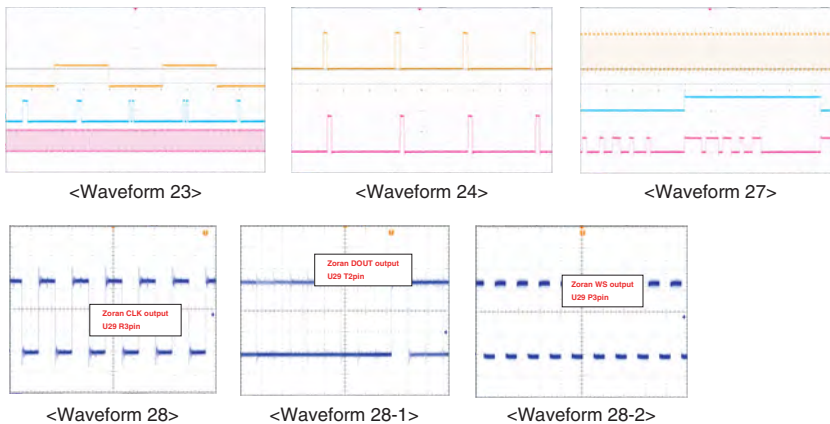 <Waveform 23>
<Waveform 24>
<Waveform 27>
Zoran CLK output
U29 R3pin
Zoran DOUT output
U29 T2pin
Zoran WS output
U29 P3pin
<Waveform 28>
<Waveform 28-1>
<Waveform 28-2>